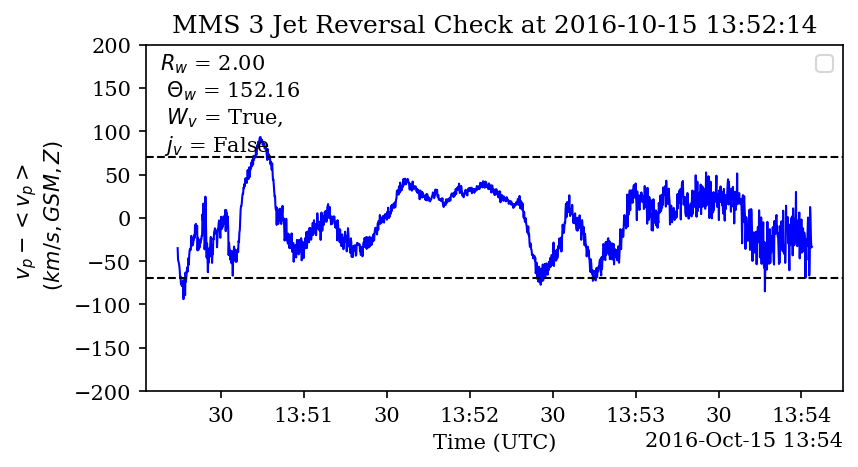 MMS 3 Jet Reversal Check at 2016-10-15 13:52:14
R_w = 2.00
Θ_w = 152.16
W_v = True,
j_v = False
v_p − < v_p >
(km/s, GSM, Z)
200
150
100
50
0
−50
−100
−150
−200
30 13:51 30 13:52 30 13:53 30 13:54
Time (UTC) 2016-Oct-15 13:54